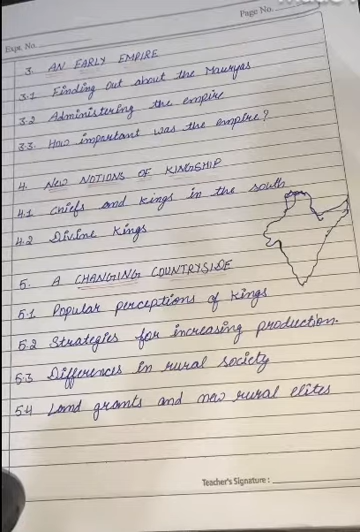 Page No.
Expt. No.
3. AN EARLY EMPIRE
3.1 Finding out about the Mauryas
3.2 Administering the empire
3.3. How important was the empire?
4. NEW NOTIONS OF KINGSHIP
4.1 Chiefs and kings in the south
4.2 Divine Kings
5. A CHANGING COUNTRYSIDE
5.1 Popular perceptions of kings
5.2 Strategies for increasing production.
5.3 Differences in rural society
5.4 Land grants and new rural elites
Teacher's Signature :